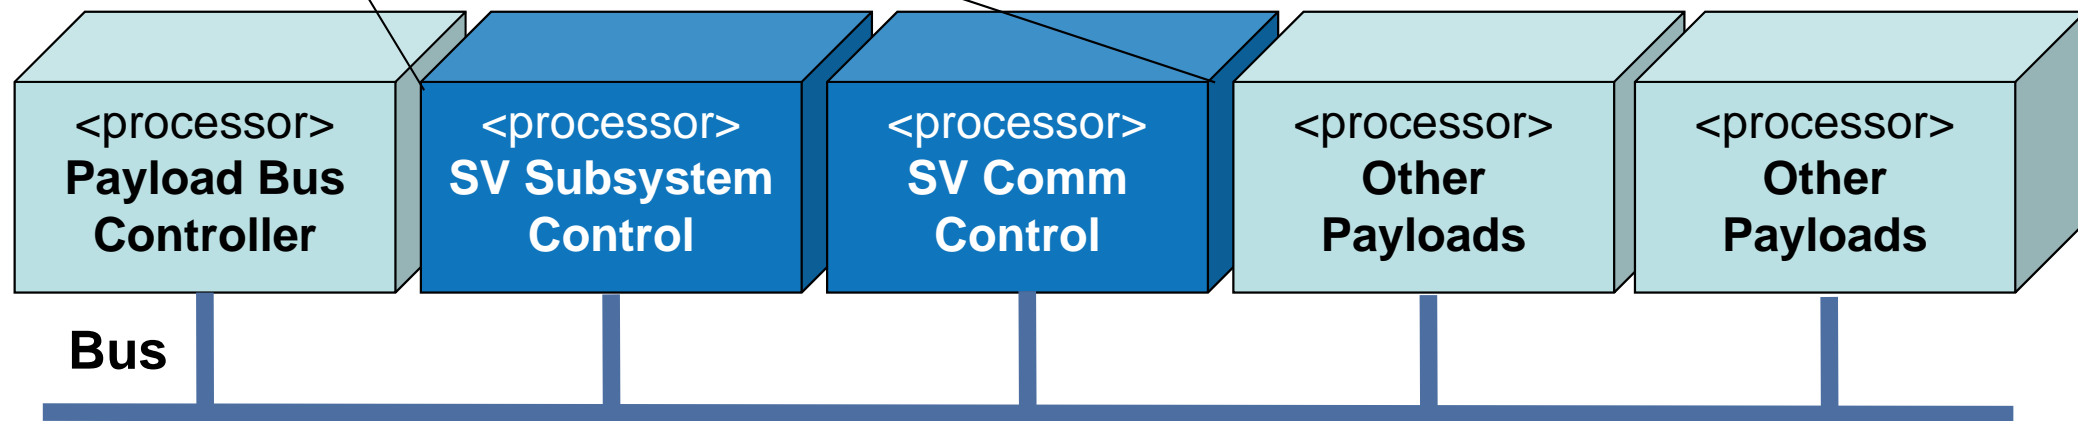 <processor>
Payload Bus
Controller
<processor>
SV Subsystem
Control
<processor>
SV Comm
Control
<processor>
Other
Payloads
<processor>
Other
Payloads
Bus